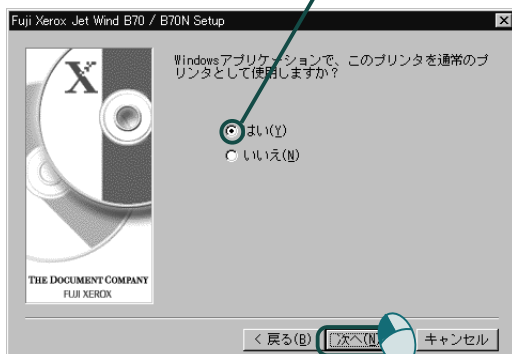 Fuji Xerox Jet Wind B70 / B70N Setup
Windowsアプリケーションで、このプリンタを通常のプ
リンタとして使用しますか？
はい(Y)
いいえ(N)
X
THE DOCUMENT COMPANY
FUJI XEROX
< 戻る(B)
次へ(N
キャンセル